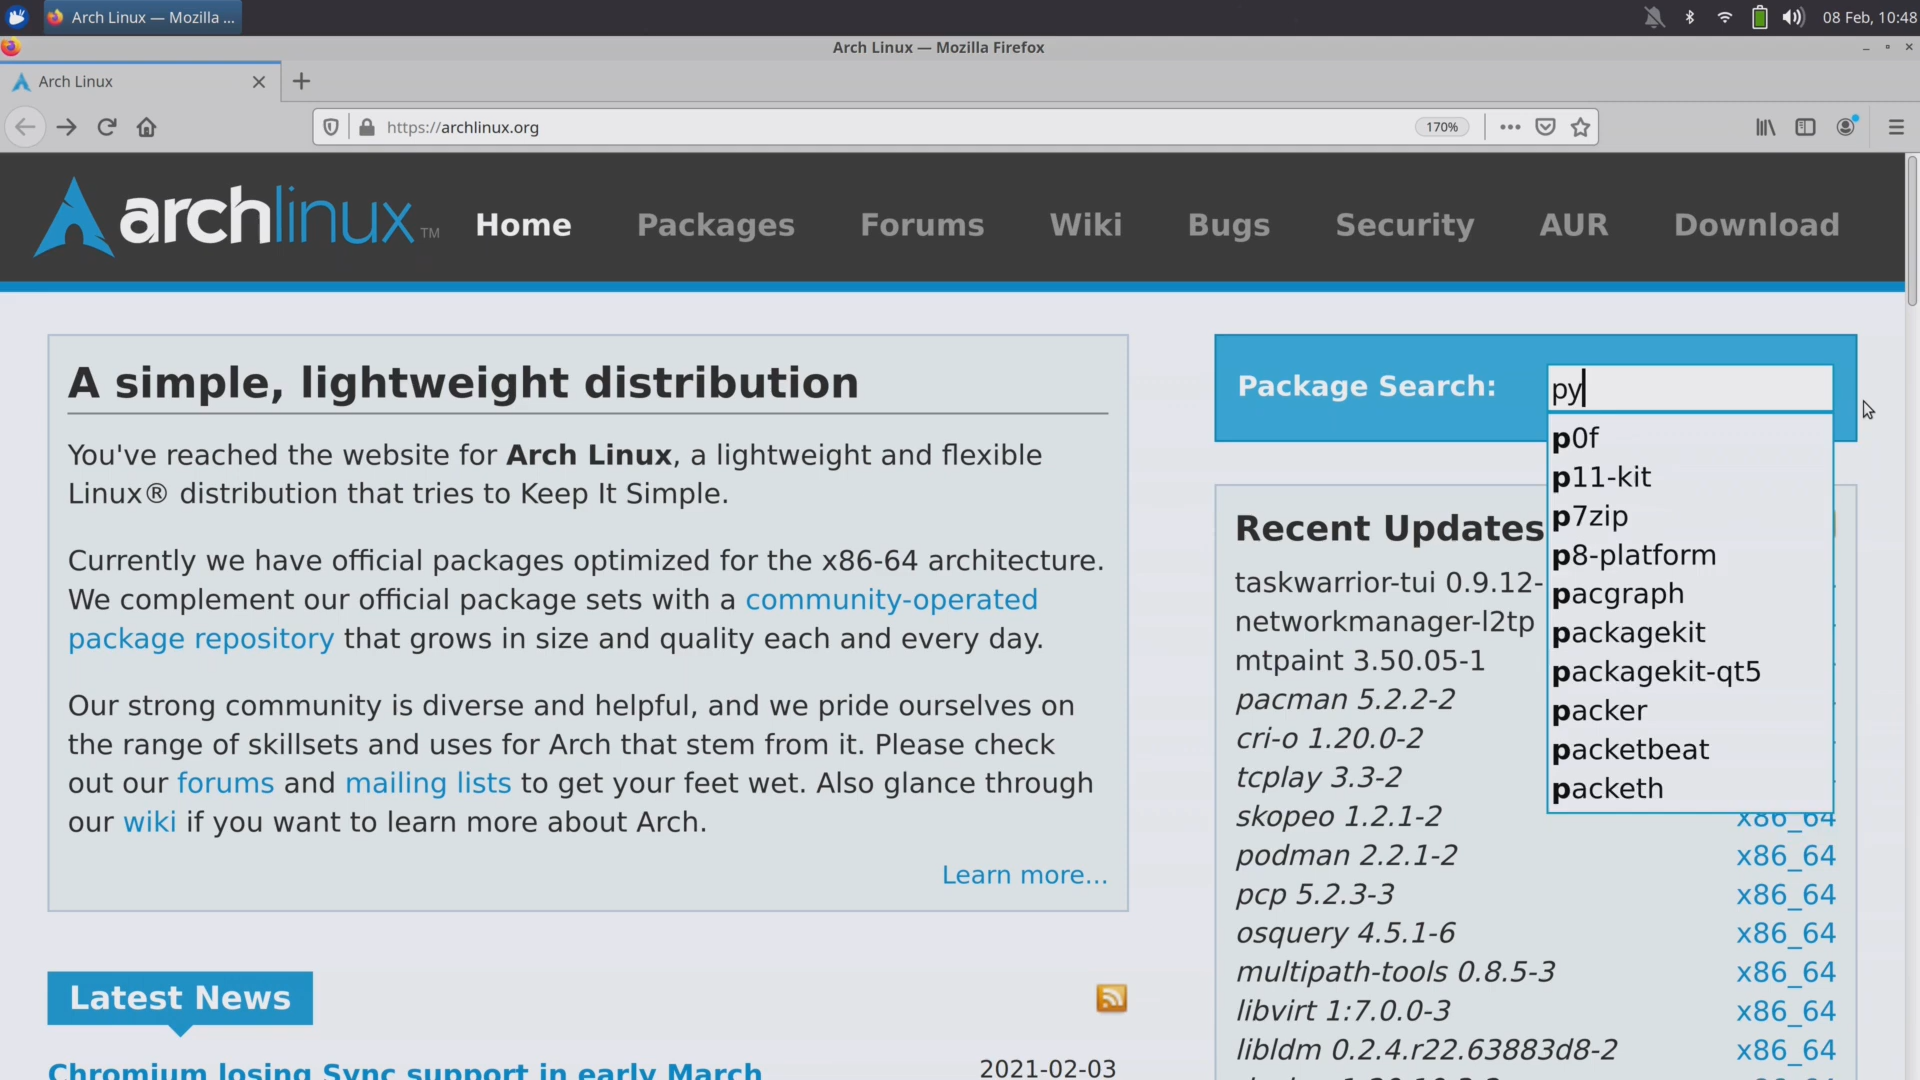 Arch Linux — Mozilla ...
08 Feb, 10:48
Arch Linux — Mozilla Firefox
Arch Linux
https://archlinux.org
170%
archlinux™
Home
Packages
Forums
Wiki
Bugs
Security
AUR
Download
A simple, lightweight distribution
You've reached the website for Arch Linux, a lightweight and flexible
Linux® distribution that tries to Keep It Simple.
Currently we have official packages optimized for the x86-64 architecture.
We complement our official package sets with a community-operated
package repository that grows in size and quality each and every day.
Our strong community is diverse and helpful, and we pride ourselves on
the range of skillsets and uses for Arch that stem from it. Please check
out our forums and mailing lists to get your feet wet. Also glance through
our wiki if you want to learn more about Arch.
Learn more...
Latest News
Chromium losing Sync support in early March
2021-02-03
Package Search:
py
p0f
p11-kit
p7zip
p8-platform
pacgraph
packagekit
packagekit-qt5
packer
packetbeat
packeth
Recent Updates
taskwarrior-tui 0.9.12-
networkmanager-l2tp
mtpaint 3.50.05-1
pacman 5.2.2-2
cri-o 1.20.0-2
tcplay 3.3-2
skopeo 1.2.1-2 x86_64
podman 2.2.1-2 x86_64
pcp 5.2.3-3 x86_64
osquery 4.5.1-6 x86_64
multipath-tools 0.8.5-3 x86_64
libvirt 1:7.0.0-3 x86_64
libldm 0.2.4.r22.63883d8-2 x86_64